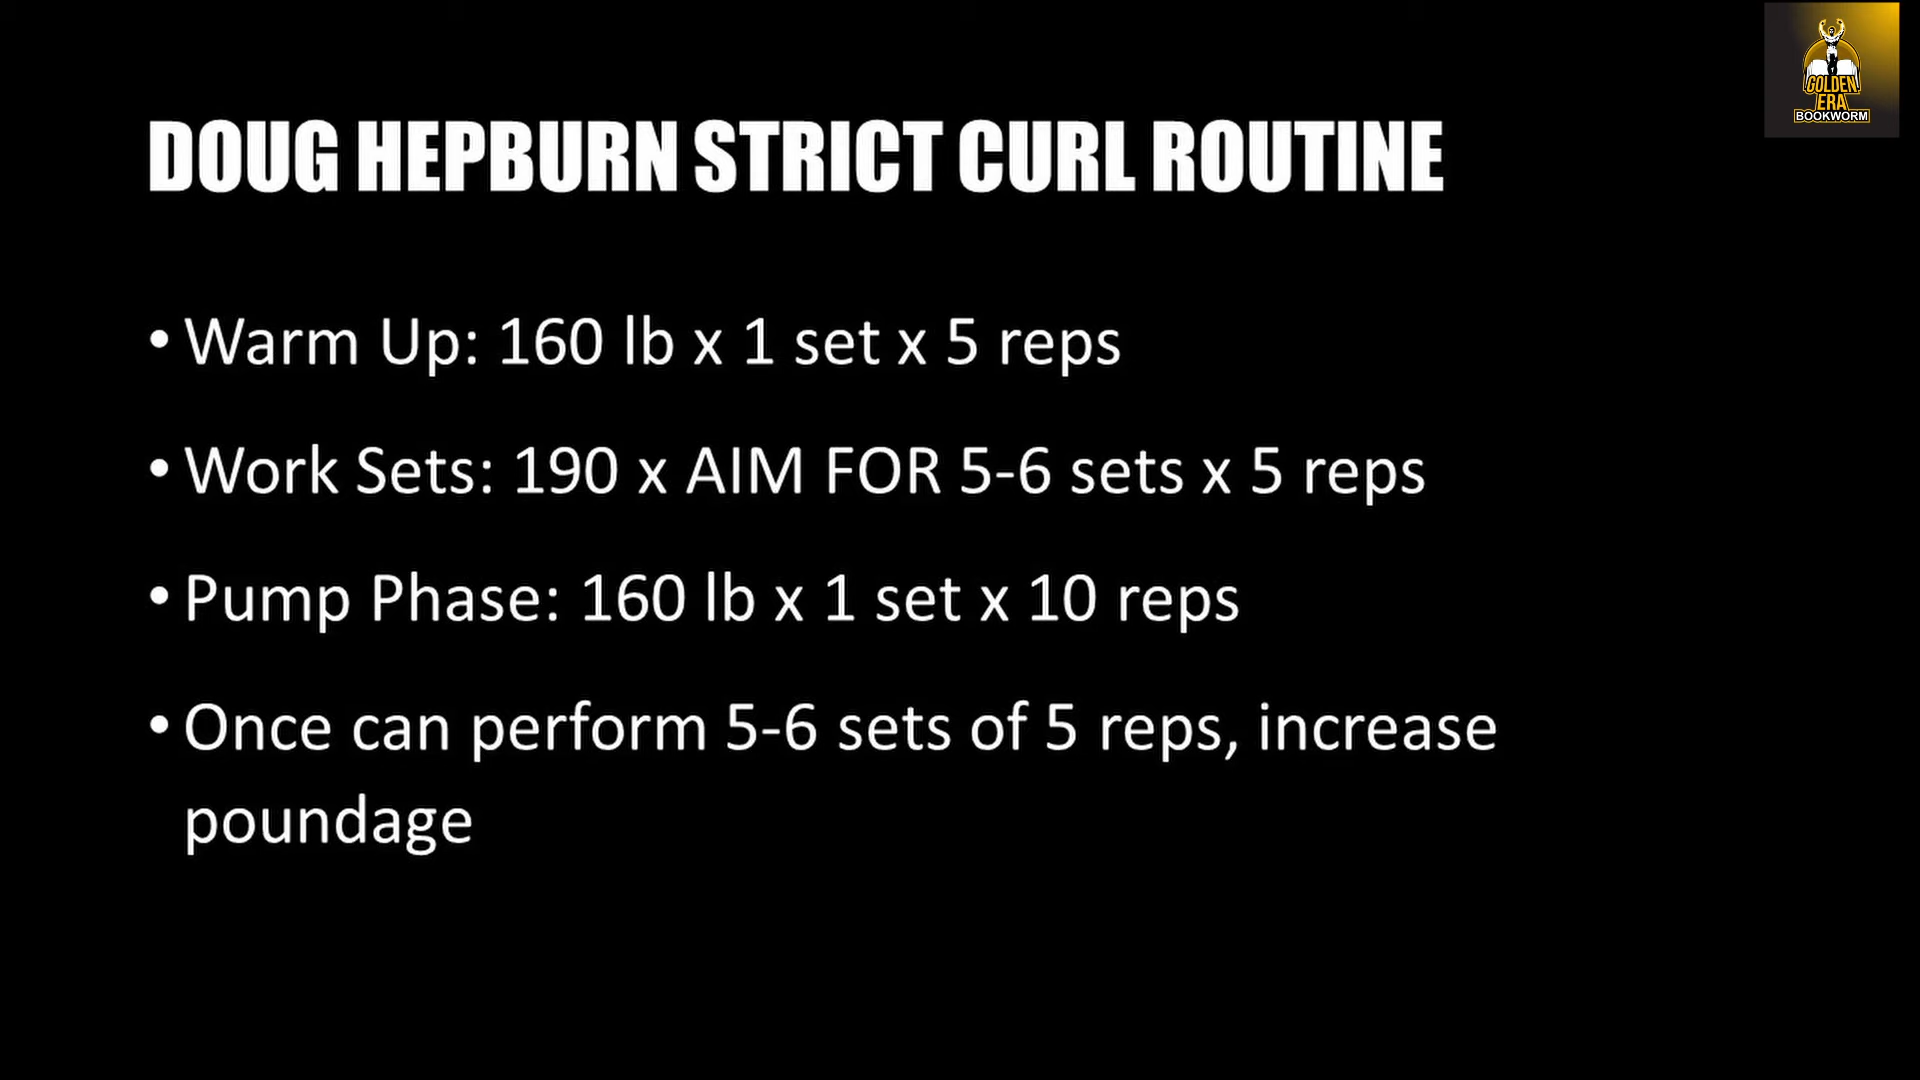 GOLDEN
ERA
BOOKWORM
DOUG HEPBURN STRICT CURL ROUTINE
• Warm Up: 160 lb x 1 set x 5 reps
• Work Sets: 190 x AIM FOR 5-6 sets x 5 reps
• Pump Phase: 160 lb x 1 set x 10 reps
• Once can perform 5-6 sets of 5 reps, increase
poundage